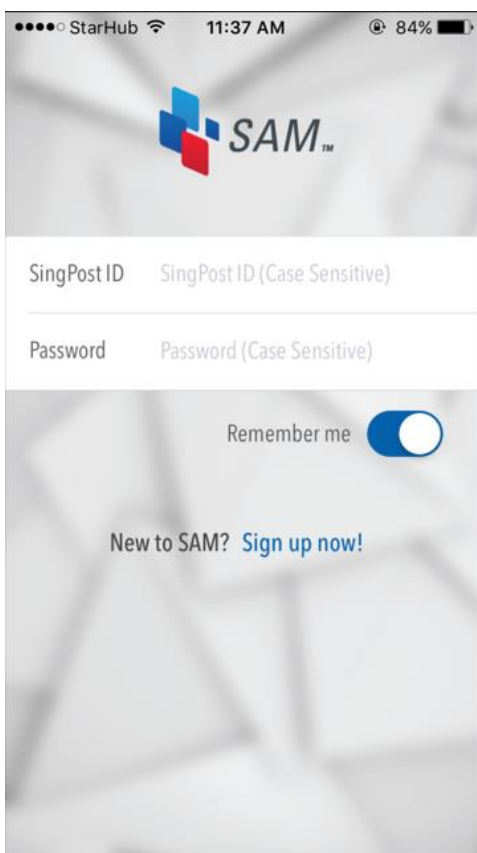 StarHub 11:37 AM 84%
SAM™
SingPost ID SingPost ID (Case Sensitive)
Password Password (Case Sensitive)
Remember me
New to SAM? Sign up now!